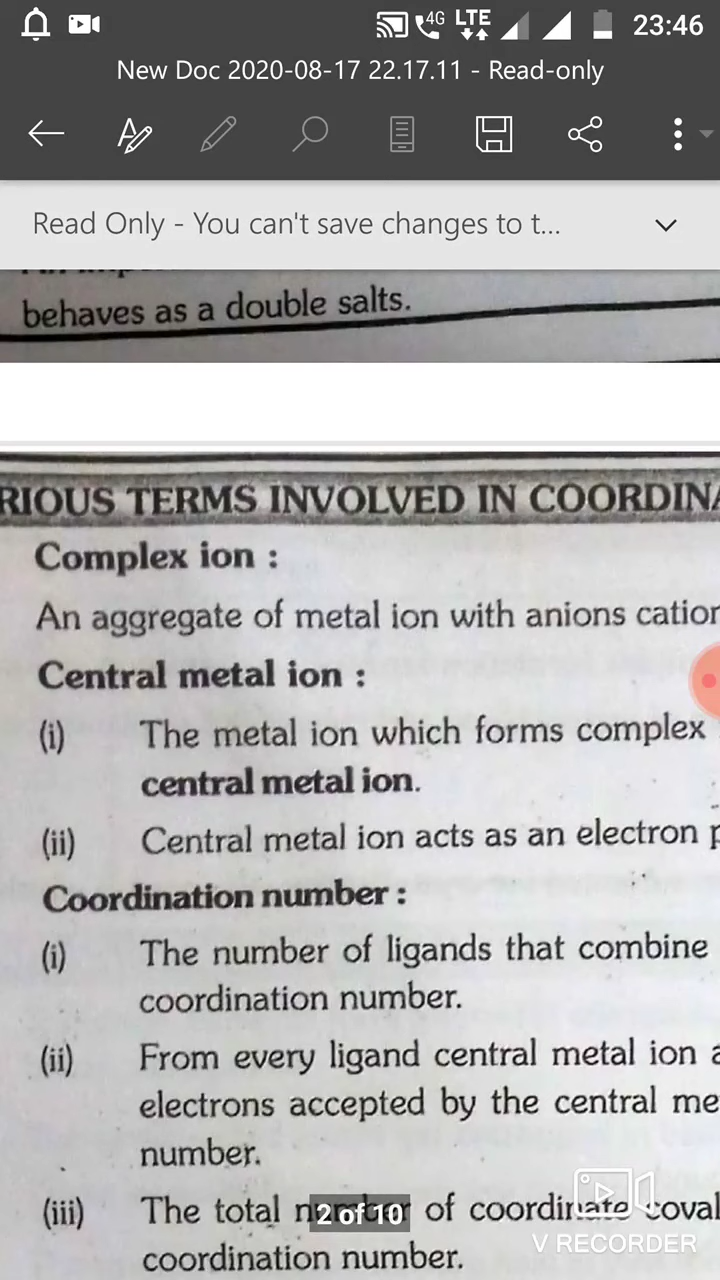 4G LTE 23:46
New Doc 2020-08-17 22.17.11 - Read-only
Read Only - You can't save changes to t...
behaves as a double salts.
RIOUS TERMS INVOLVED IN COORDINA
Complex ion :
An aggregate of metal ion with anions cation
Central metal ion :
(i) The metal ion which forms complex
central metal ion.
(ii) Central metal ion acts as an electron p
Coordination number :
(i) The number of ligands that combine
coordination number.
(ii) From every ligand central metal ion a
electrons accepted by the central me
number.
(iii) The total number of coordinate coval
2 of 10
coordination number.
V RECORDER